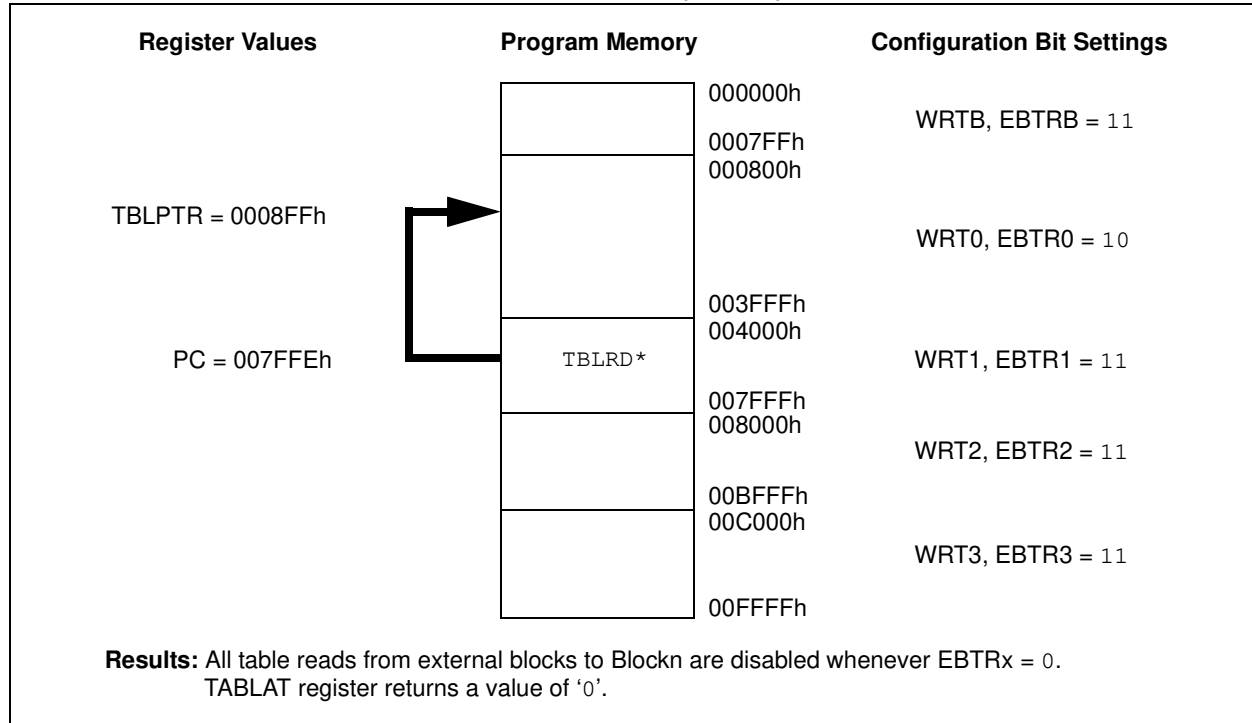 Register Values
Program Memory
Configuration Bit Settings
000000h
WRTB, EBTRB = 11
0007FFh
000800h
TBLPTR = 0008FFh
WRT0, EBTR0 = 10
003FFFh
004000h
PC = 007FFEh
TBLRD*
WRT1, EBTR1 = 11
007FFFh
008000h
WRT2, EBTR2 = 11
00BFFFh
00C000h
WRT3, EBTR3 = 11
00FFFFh
Results: All table reads from external blocks to Blockn are disabled whenever EBTRx = 0.
TABLAT register returns a value of ‘0’.